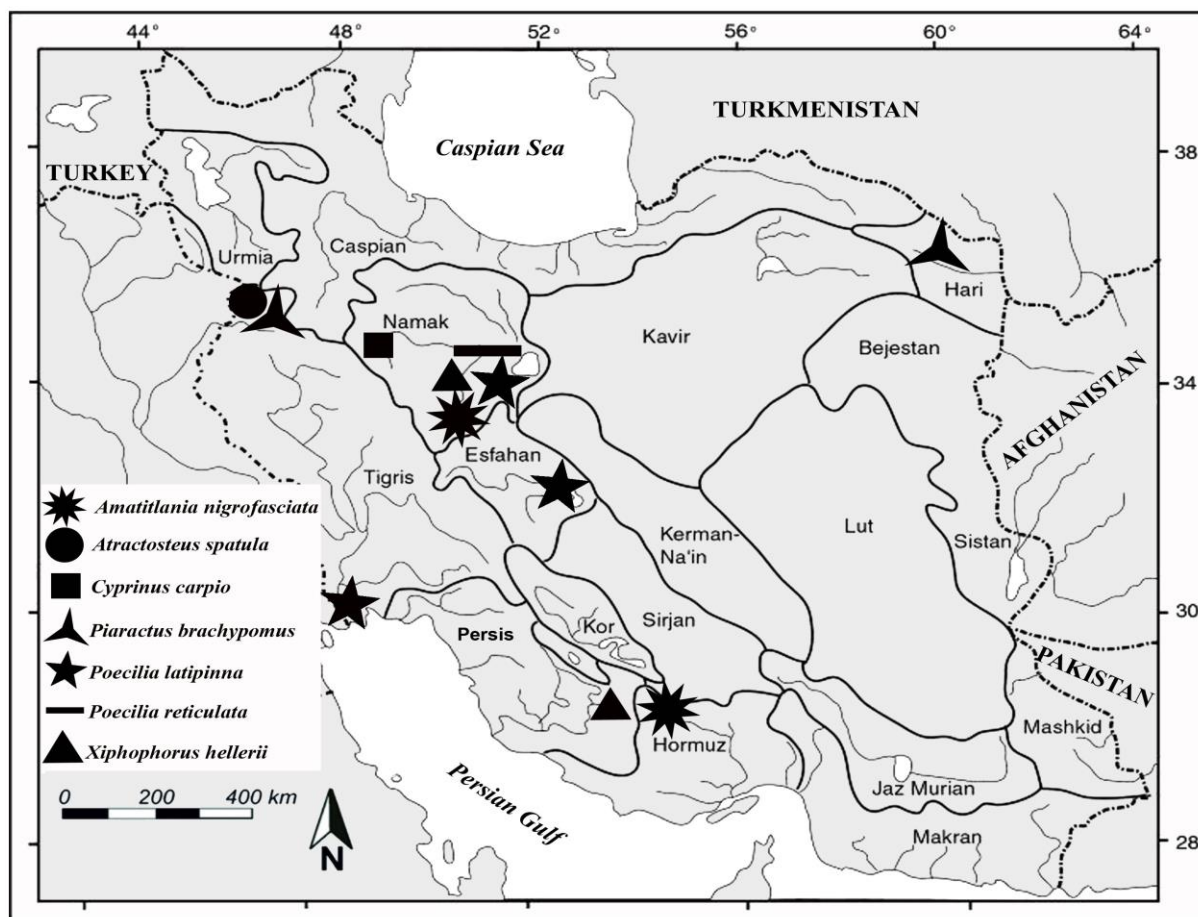 44°
48°
52°
56°
60°
64°
TURKMENISTAN
Caspian Sea
38
TURKEY
Caspian
Urmia
Hari
Namak
Kavir
Bejestan
34
AFGHANISTAN
Esfahan
Tigris
Amatitlania nigrofasciata
Kerman-
Na'in
Lut
Sistan
Atractosteus spatula
Cyprinus carpio
30
Piaractus brachypomus
Persis
Kor
Sirjan
PAKISTAN
Poecilia latipinna
Poecilia reticulata
Mashkid
Xiphophorus hellerii
Hormuz
0 200 400 km
Persian Gulf
Jaz Murian
Makran
28
N